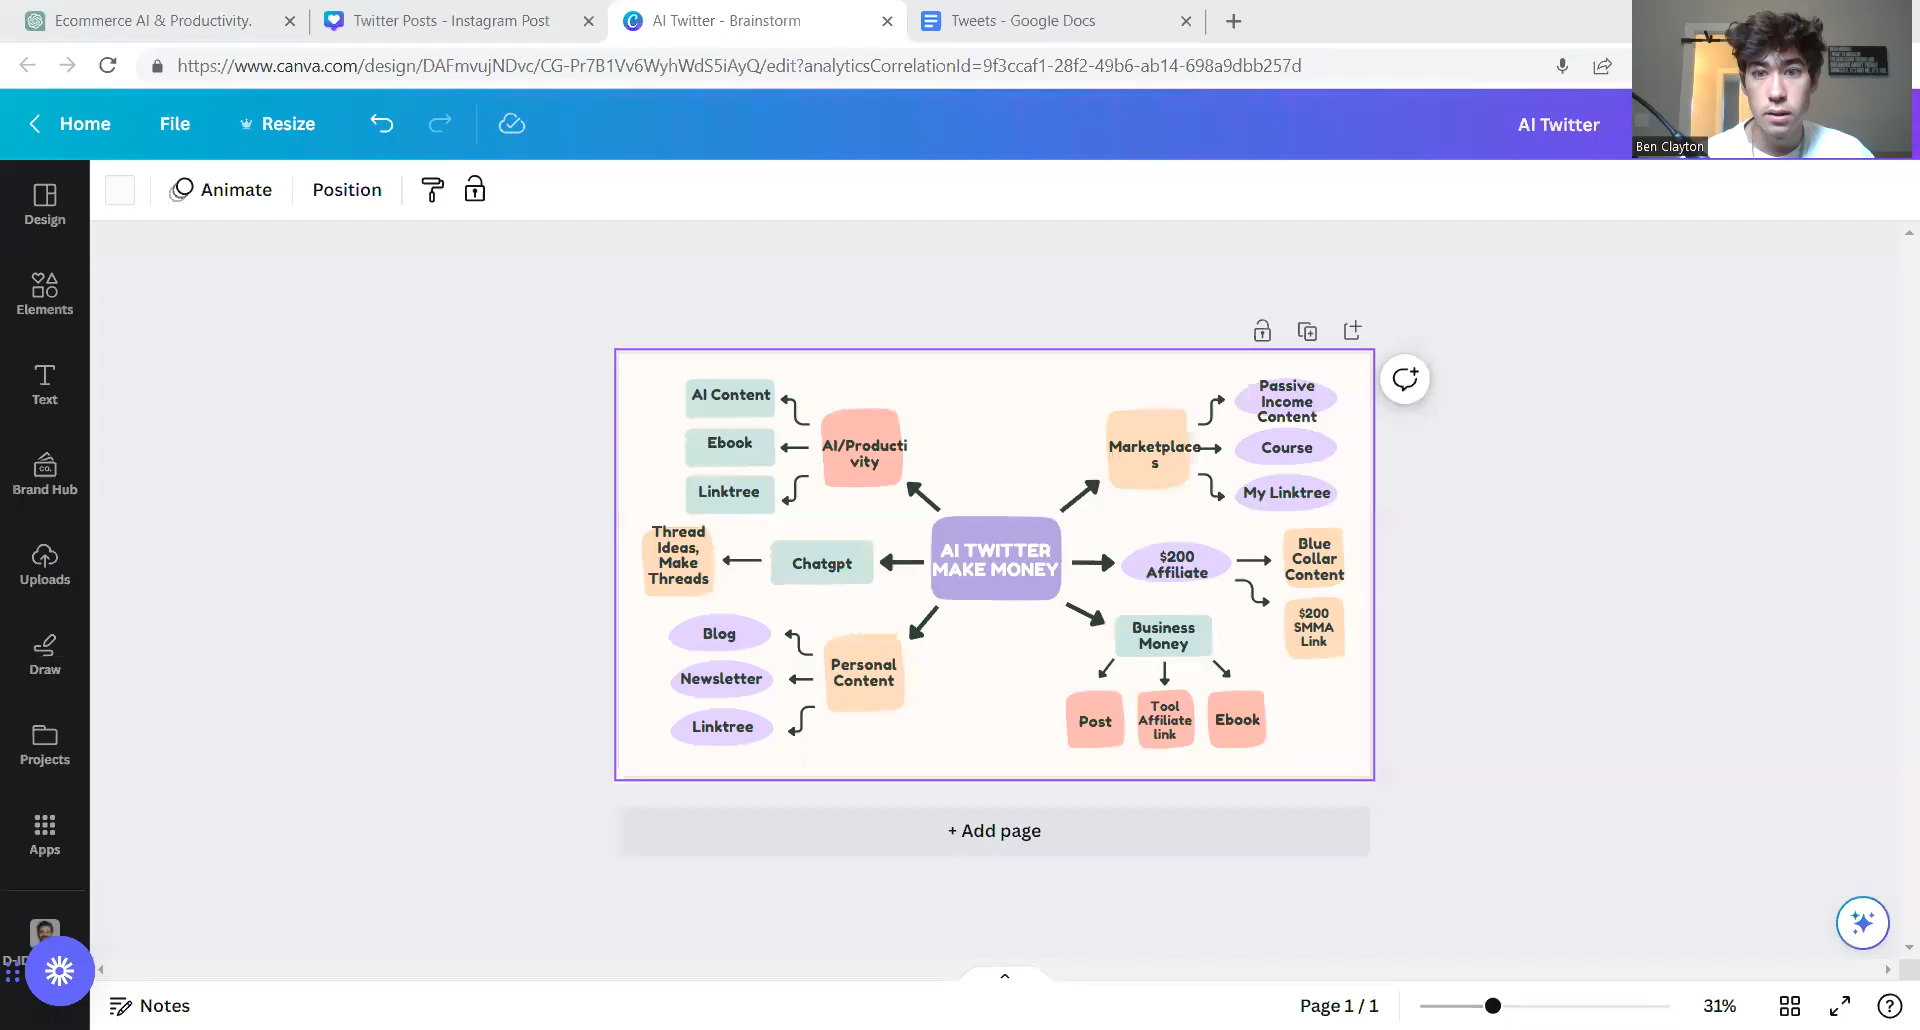 Ecommerce AI & Productivity.
Twitter Posts - Instagram Post
AI Twitter - Brainstorm
Tweets - Google Docs
https://www.canva.com/design/DAFmvujNDvc/CG-Pr7B1Vv6WyhWdS5iAyQ/edit?analyticsCorrelationId=9f3ccaf1-28f2-49b6-ab14-698a9dbb257d
Home
File
Resize
AI Twitter
Ben Clayton
Animate
Position
Design
Elements
Text
Brand Hub
CO.
Uploads
Draw
Projects
Apps
AI Content
Ebook
Linktree
AI/Producti
vity
Marketplace
s
Passive
Income
Content
Course
My Linktree
Thread
Ideas,
Make
Threads
Chatgpt
AI TWITTER
MAKE MONEY
$200
Affiliate
Blue
Collar
Content
$200
SMMA
Link
Blog
Newsletter
Linktree
Personal
Content
Business
Money
Post
Tool
Affiliate
link
Ebook
+ Add page
Notes
Page 1 / 1
31%